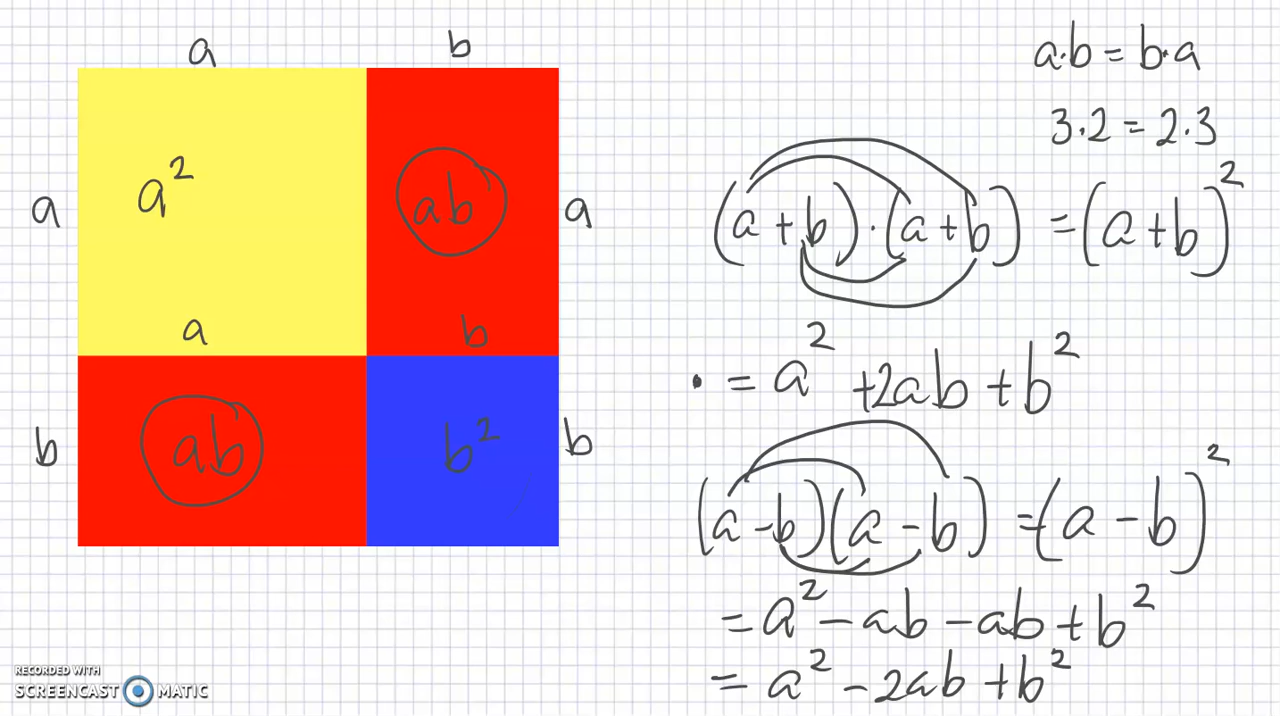 a b
a² ab a
a
a b
b ab b² b
a·b = b·a
3·2 = 2·3
(a+b)·(a+b) = (a+b)²
· = a² +2ab + b²
(a-b)(a-b) = (a-b)²
= a² - ab - ab + b²
= a² - 2ab + b²
RECORDED WITH
SCREENCAST MATIC